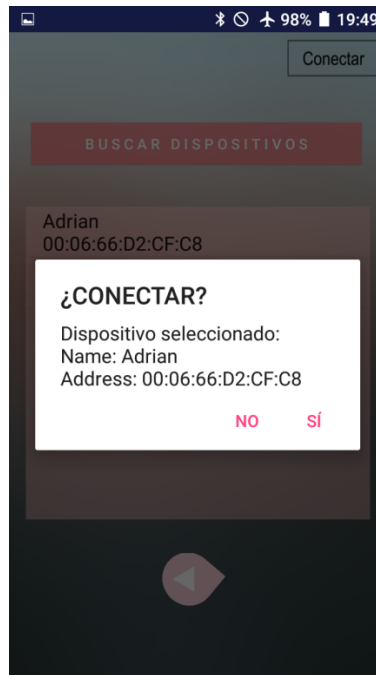 98% 19:49
Conectar
BUSCAR DISPOSITIVOS
Adrian
00:06:66:D2:CF:C8
¿CONECTAR?
Dispositivo seleccionado:
Name: Adrian
Address: 00:06:66:D2:CF:C8
NO SÍ